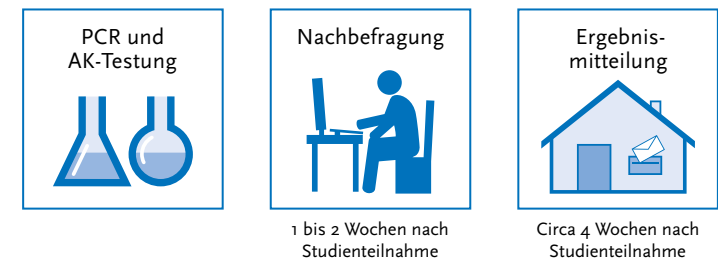 PCR und
AK-Testung
Nachbefragung
Ergebnis-
mitteilung
1 bis 2 Wochen nach
Studienteilnahme
Circa 4 Wochen nach
Studienteilnahme